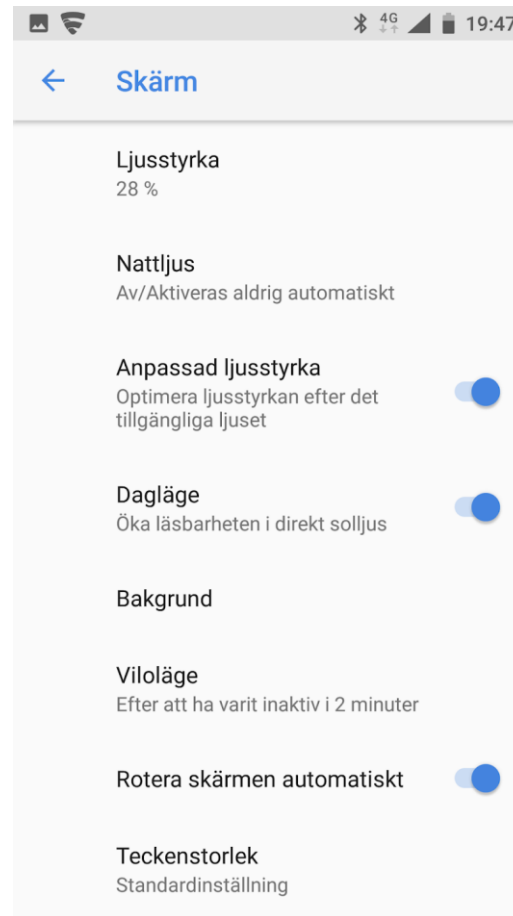 4G 19:47
Skärm
Ljusstyrka
28 %
Nattljus
Av/Aktiveras aldrig automatiskt
Anpassad ljusstyrka
Optimera ljusstyrkan efter det
tillgängliga ljuset
Dagläge
Öka läsbarheten i direkt solljus
Bakgrund
Viloläge
Efter att ha varit inaktiv i 2 minuter
Rotera skärmen automatiskt
Teckenstorlek
Standardinställning